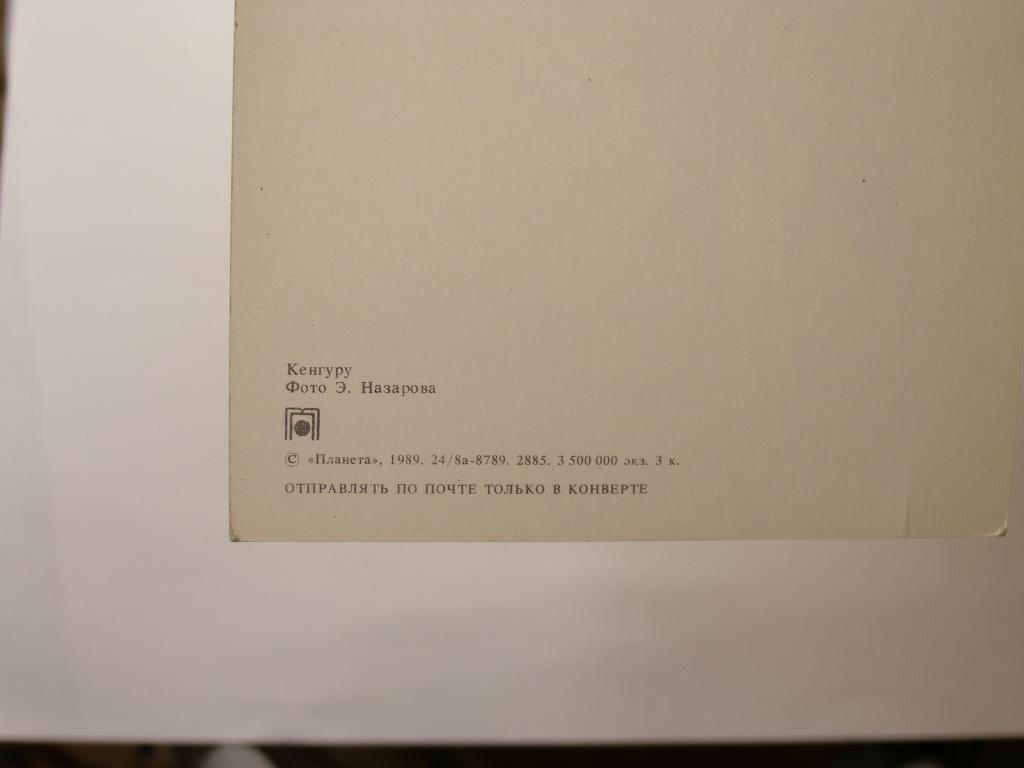 Кенгуру
Фото Э. Назарова
© «Планета», 1989. 24/8а-8789. 2885. 3 500 000 экз. 3 к.
ОТПРАВЛЯТЬ ПО ПОЧТЕ ТОЛЬКО В КОНВЕРТЕ